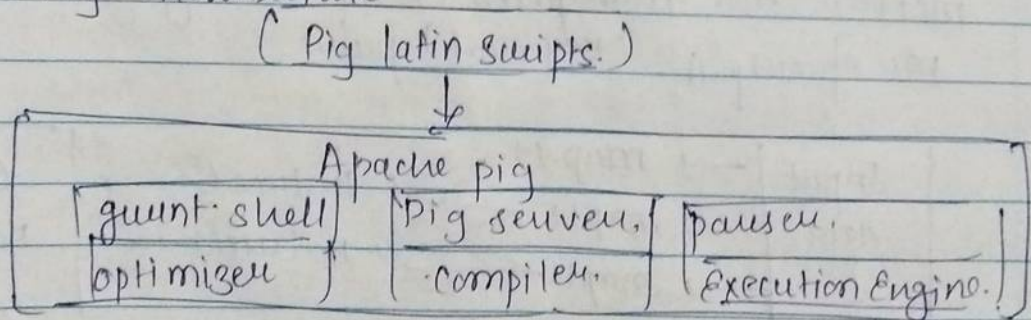 ( Pig latin scripts. )
Apache pig
grunt shell Pig server. parser.
optimizer compiler. Execution Engine.